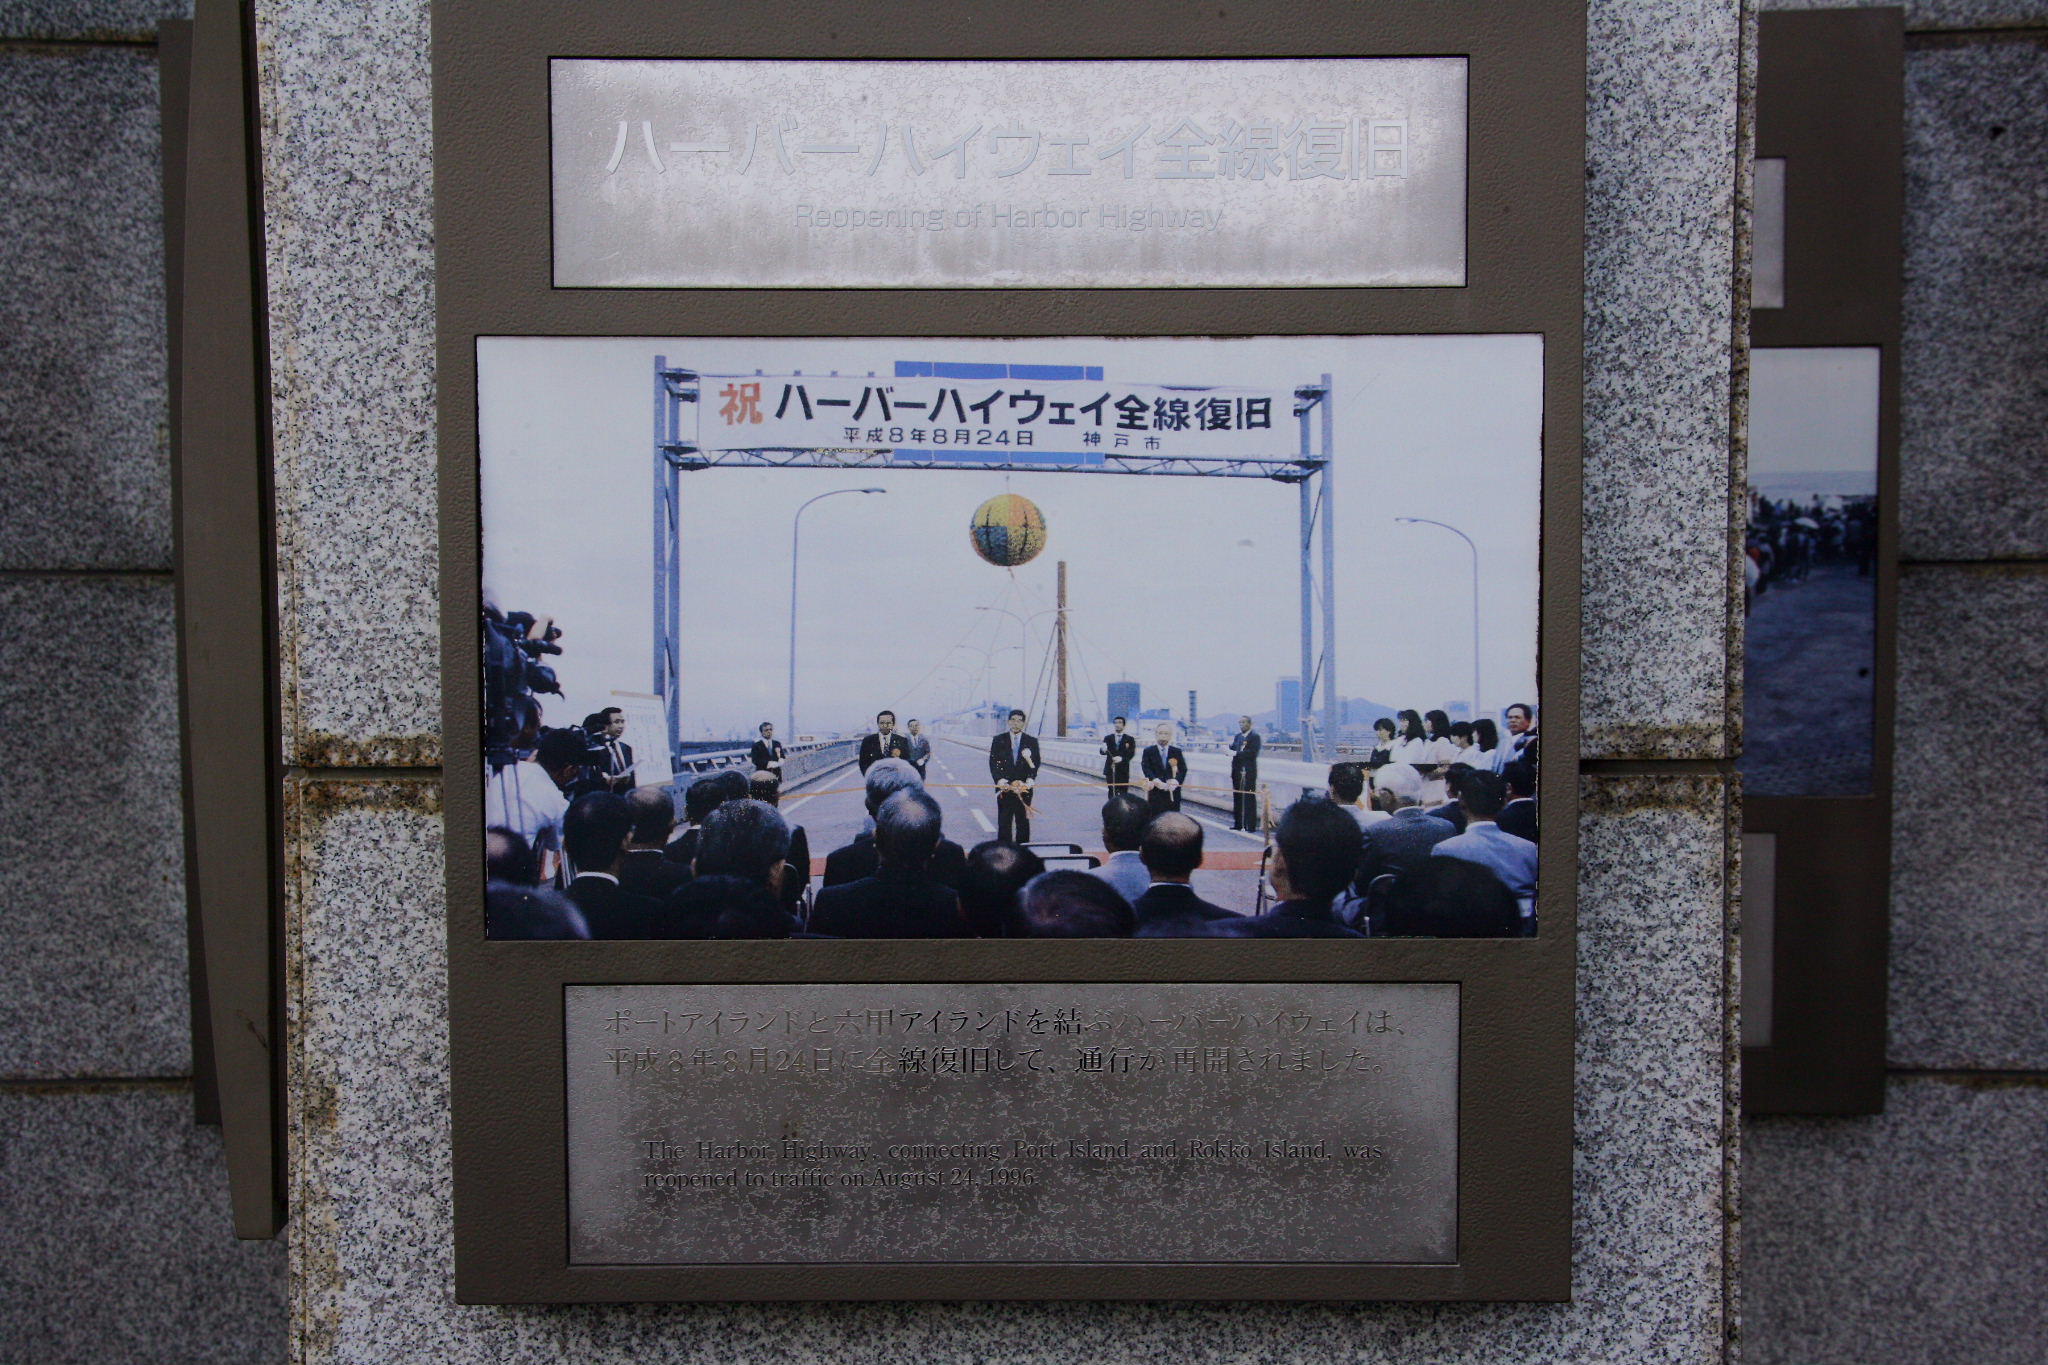 ハーバーハイウェイ全線復旧
Reopening of Harbor Highway
祝 ハーバーハイウェイ全線復旧
平成8年8月24日 神戸市
ポートアイランドと六甲アイランドを結ぶハーバーハイウェイは、
平成8年8月24日に全線復旧して、通行が再開されました。
The Harbor Highway, connecting Port Island and Rokko Island, was
reopened to traffic on August 24, 1996.